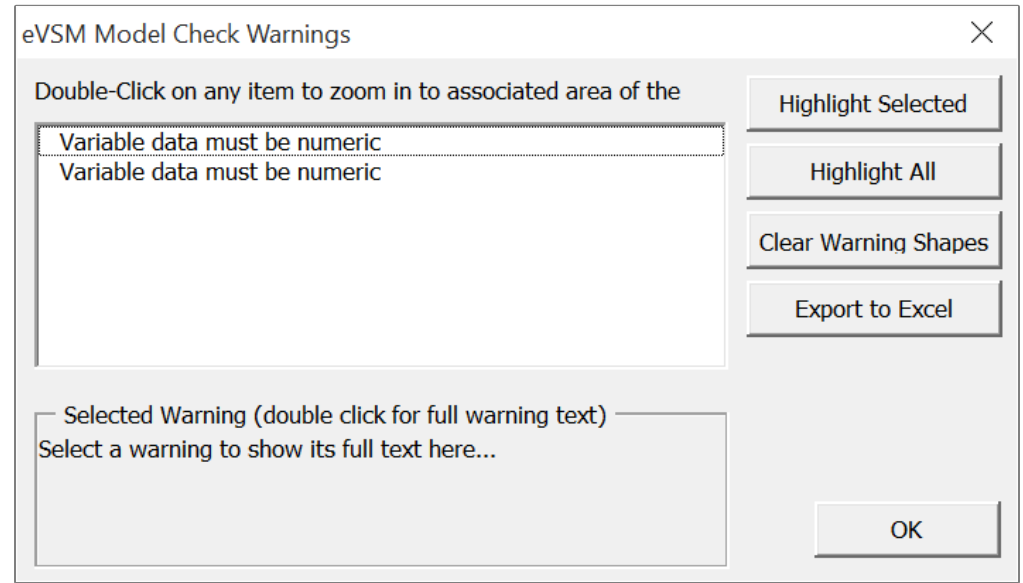 eVSM Model Check Warnings
Double-Click on any item to zoom in to associated area of the
Variable data must be numeric
Variable data must be numeric
Highlight Selected
Highlight All
Clear Warning Shapes
Export to Excel
Selected Warning (double click for full warning text)
Select a warning to show its full text here...
OK